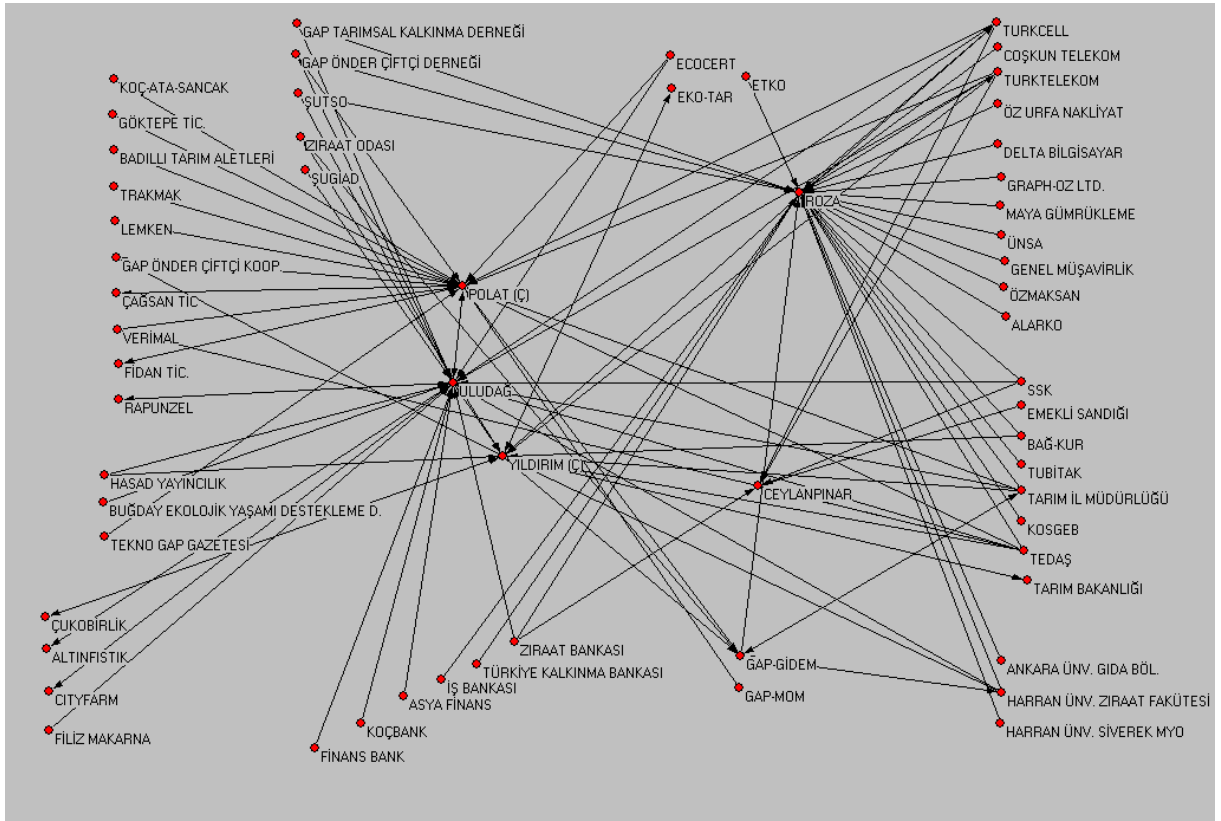 GAP TARIMSAL KALKINMA DERNEĞİ
GAP ÖNDER ÇİFTÇİ DERNEĞİ
ŞUTSO
ZIRAAT ODASI
ŞUGİAD
KOÇ-ATA-SANCAK
GÖKTEPE TİC.
BADILLI TARIM ALETLERİ
TRAKMAK
LEMKEN
GAP ÖNDER ÇİFTÇİ KOOP.
ÇAĞSAN TİC
VERİMAL
FİDAN TİC.
RAPUNZEL
ECOCERT
EKO-TAR
ETKO
TURKCELL
COŞKUN TELEKOM
TURKTELEKOM
ÖZ URFA NAKLİYAT
DELTA BİLGİSAYAR
GRAPH-OZ LTD.
MAYA GÜMRÜKLEME
ÜNSA
GENEL MÜŞAVİRLİK
ÖZMAKSAN
ALARKO
ROZA
POLAT (Ç)
ULUDAĞ
YILDIRIM (Ç)
CEYLANPINAR
SSK
EMEKLİ SANDIĞI
BAĞ-KUR
TUBİTAK
TARIM İL MÜDÜRLÜĞÜ
KOSGEB
TEDAŞ
TARIM BAKANLIĞI
HASAD YAYINCILIK
BUĞDAY EKOLOJİK YAŞAMI DESTEKLEME D.
TEKNO GAP GAZETESİ
ÇUKOBİRLİK
ALTINFISTIK
CITYFARM
FİLİZ MAKARNA
ZIRAAT BANKASI
TÜRKİYE KALKINMA BANKASI
İŞ BANKASI
ASYA FİNANS
KOÇBANK
FİNANS BANK
GAP-GİDEM
GAP-MOM
ANKARA ÜNV. GIDA BÖL.
HARRAN ÜNV. ZIRAAT FAKÜTESİ
HARRAN ÜNV. SİVEREK MYO